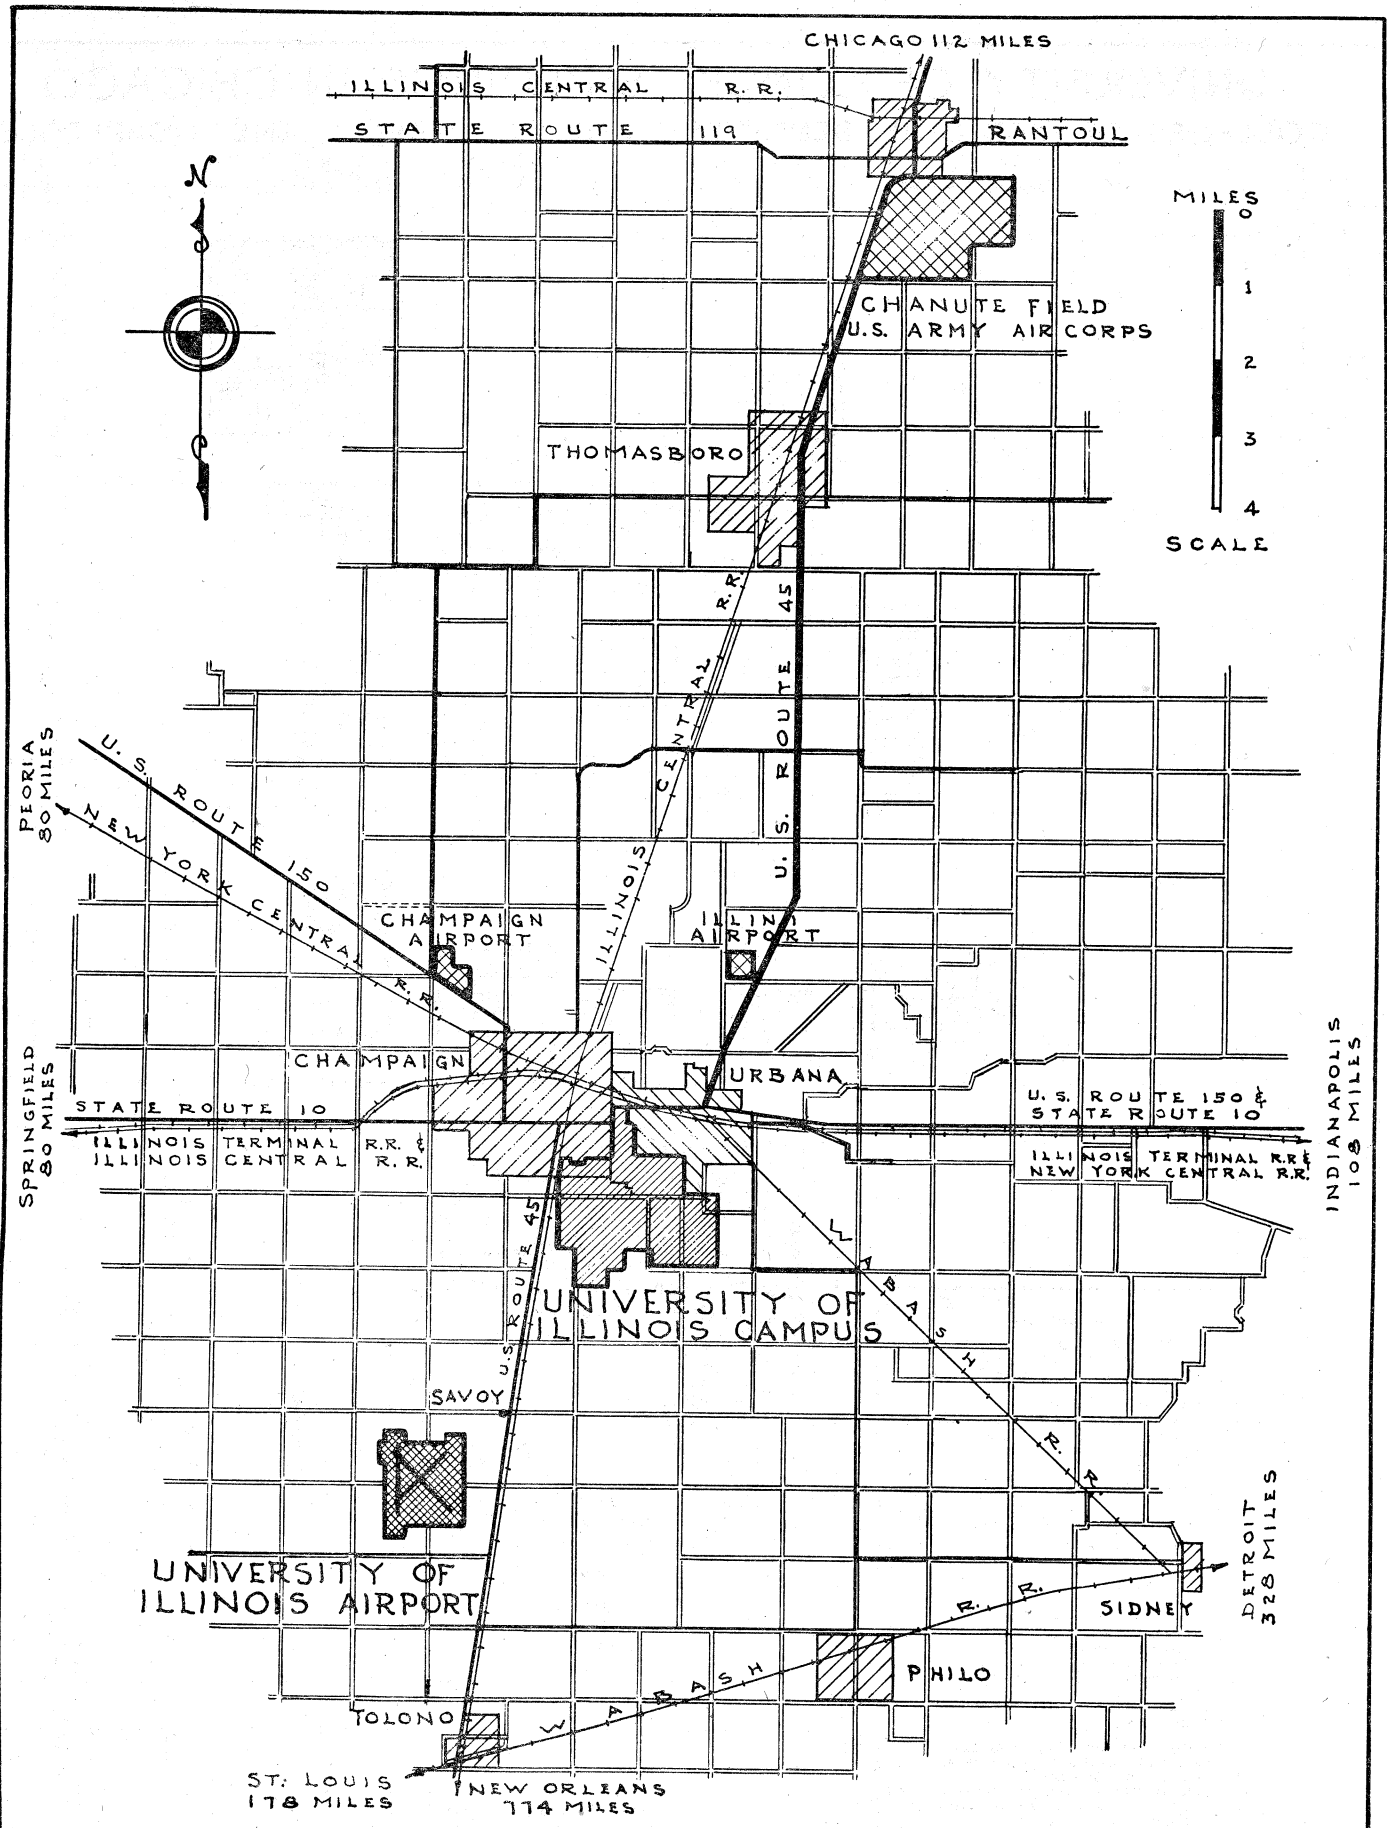 CHICAGO 112 MILES
ILLINOIS CENTRAL R. R.
STATE ROUTE 119
RANTOUL
N
MILES
0
1
2
3
4
SCALE
CHANUTE FIELD
U.S. ARMY AIR CORPS
THOMASBORO
ILLINOIS CENTRAL R.R.
U. S. ROUTE 45
PEORIA
80 MILES
U. S. ROUTE 150
NEW YORK CENTRAL R. R.
CHAMPAIGN
AIRPORT
ILLINI
AIRPORT
CHAMPAIGN
URBANA
SPRINGFIELD
80 MILES
STATE ROUTE 10
ILLINOIS TERMINAL R.R. &
ILLINOIS CENTRAL R.R.
U.S. ROUTE 150 &
STATE ROUTE 10
ILLINOIS TERMINAL R.R. &
NEW YORK CENTRAL R.R.
INDIANAPOLIS
108 MILES
U.S. ROUTE 45
WABASH R. R.
UNIVERSITY OF
ILLINOIS CAMPUS
SAVOY
UNIVERSITY OF
ILLINOIS AIRPORT
DETROIT
328 MILES
SIDNEY
WABASH R. R.
PHILO
TOLONO
ST. LOUIS
178 MILES
NEW ORLEANS
774 MILES